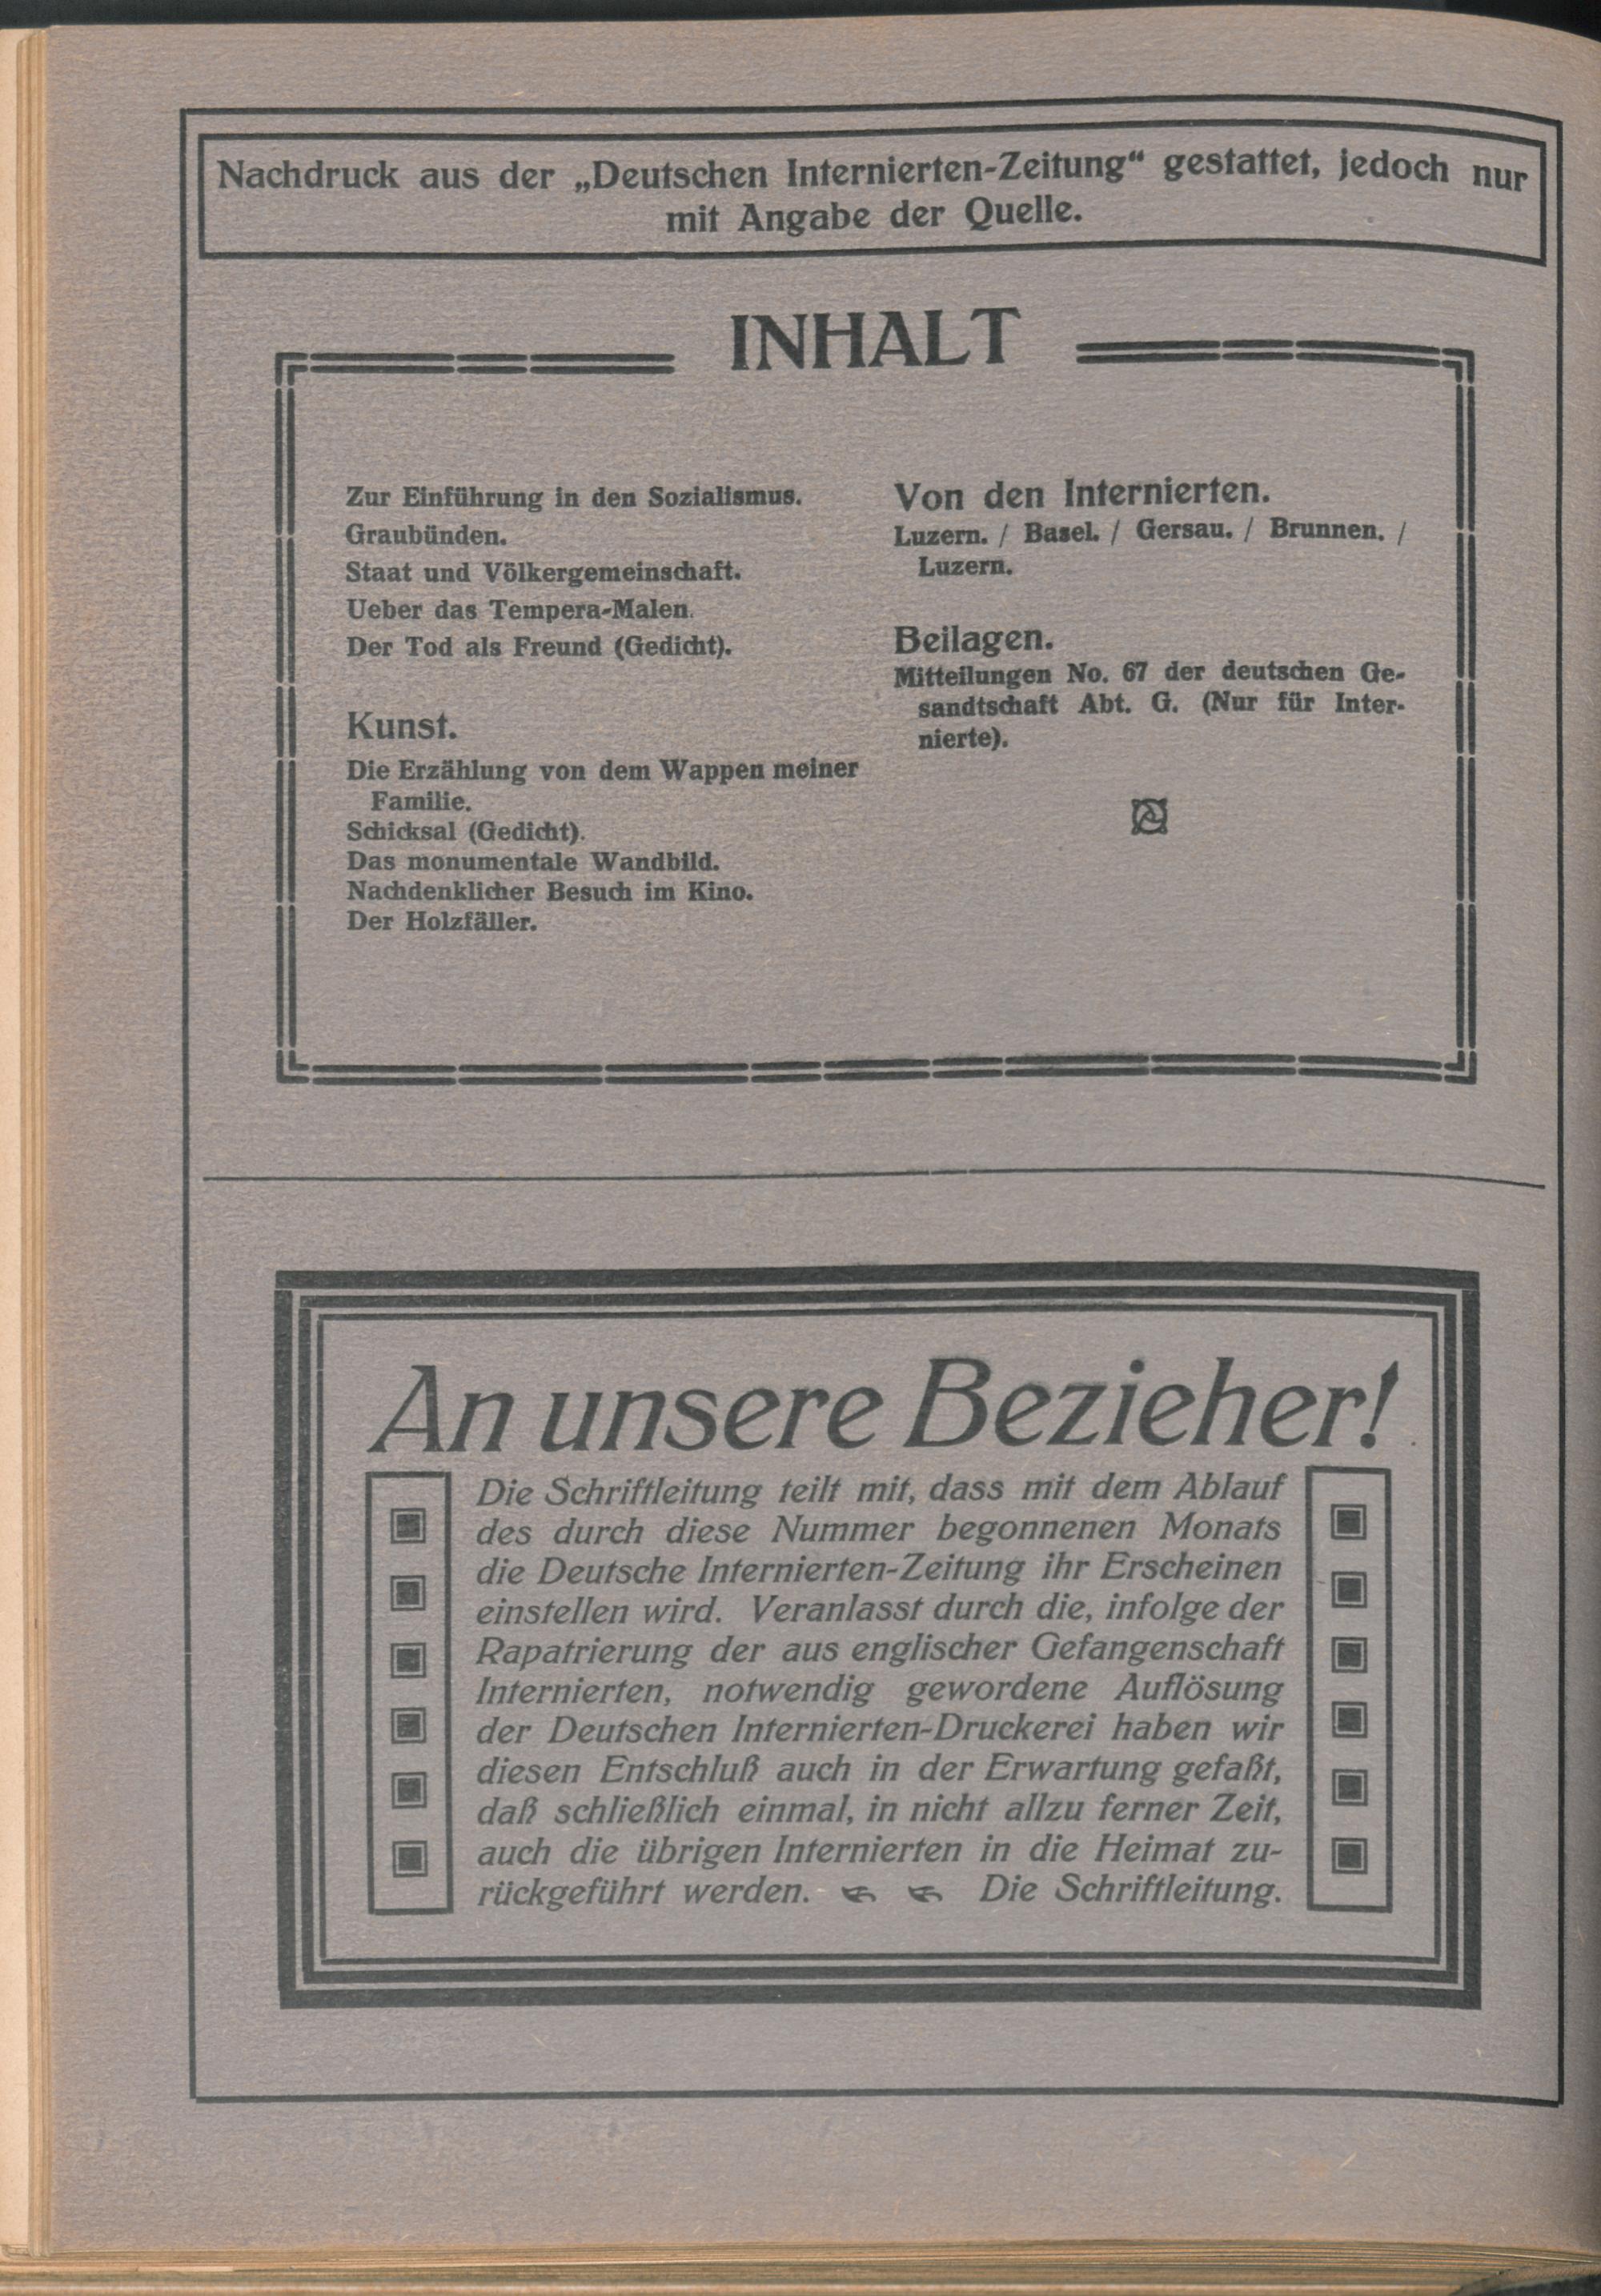 Nachdruck aus der „Deutschen Internierten-Zeitung“ gestattet, jedoch nur
mit Angabe der Quelle.
INHALT
Zur Einführung in den Sozialismus.
Graubünden.
Staat und Völkergemeinschaft.
Ueber das Tempera-Malen.
Der Tod als Freund (Gedicht).
Kunst.
Die Erzählung von dem Wappen meiner
Familie.
Schicksal (Gedicht).
Das monumentale Wandbild.
Nachdenklicher Besuch im Kino.
Der Holzfäller.
Von den Internierten.
Luzern. / Basel. / Gersau. / Brunnen. /
Luzern.
Beilagen.
Mitteilungen No. 67 der deutschen Ge-
sandtschaft Abt. G. (Nur für Inter-
nierte).
An unsere Bezieher!
Die Schriftleitung teilt mit, dass mit dem Ablauf
des durch diese Nummer begonnenen Monats
die Deutsche Internierten-Zeitung ihr Erscheinen
einstellen wird. Veranlasst durch die, infolge der
Rapatrierung der aus englischer Gefangenschaft
Internierten, notwendig gewordene Auflösung
der Deutschen Internierten-Druckerei haben wir
diesen Entschluß auch in der Erwartung gefaßt,
daß schließlich einmal, in nicht allzu ferner Zeit,
auch die übrigen Internierten in die Heimat zu-
rückgeführt werden. Die Schriftleitung.